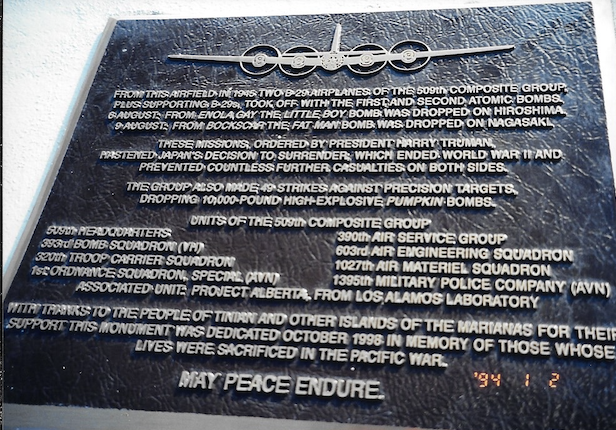 FROM THIS AIRFIELD IN 1945 TWO B-29 AIRPLANES OF THE 509th COMPOSITE GROUP,
PLUS SUPPORTING B-29s, TOOK OFF WITH THE FIRST AND SECOND ATOMIC BOMBS.
6 AUGUST, FROM ENOLA GAY THE LITTLE BOY BOMB WAS DROPPED ON HIROSHIMA.
9 AUGUST, FROM BOCKSCAR THE FAT MAN BOMB WAS DROPPED ON NAGASAKI.
THESE MISSIONS, ORDERED BY PRESIDENT HARRY TRUMAN,
HASTENED JAPAN'S DECISION TO SURRENDER, WHICH ENDED WORLD WAR II AND
PREVENTED COUNTLESS FURTHER CASUALTIES ON BOTH SIDES.
THE GROUP ALSO MADE 49 STRIKES AGAINST PRECISION TARGETS,
DROPPING 10,000-POUND HIGH-EXPLOSIVE, PUMPKIN BOMBS.
UNITS OF THE 509th COMPOSITE GROUP
509th HEADQUARTERS
393rd BOMB SQUADRON (VH)
320th TROOP CARRIER SQUADRON
1st ORDNANCE SQUADRON, SPECIAL (AVN)
390th AIR SERVICE GROUP
603rd AIR ENGINEERING SQUADRON
1027th AIR MATERIEL SQUADRON
1395th MILITARY POLICE COMPANY (AVN)
ASSOCIATED UNIT: PROJECT ALBERTA, FROM LOS ALAMOS LABORATORY
WITH THANKS TO THE PEOPLE OF TINIAN AND OTHER ISLANDS OF THE MARIANAS FOR THEIR
SUPPORT THIS MONUMENT WAS DEDICATED OCTOBER 1998 IN MEMORY OF THOSE WHOSE
LIVES WERE SACRIFICED IN THE PACIFIC WAR.
MAY PEACE ENDURE.
'94 1 2